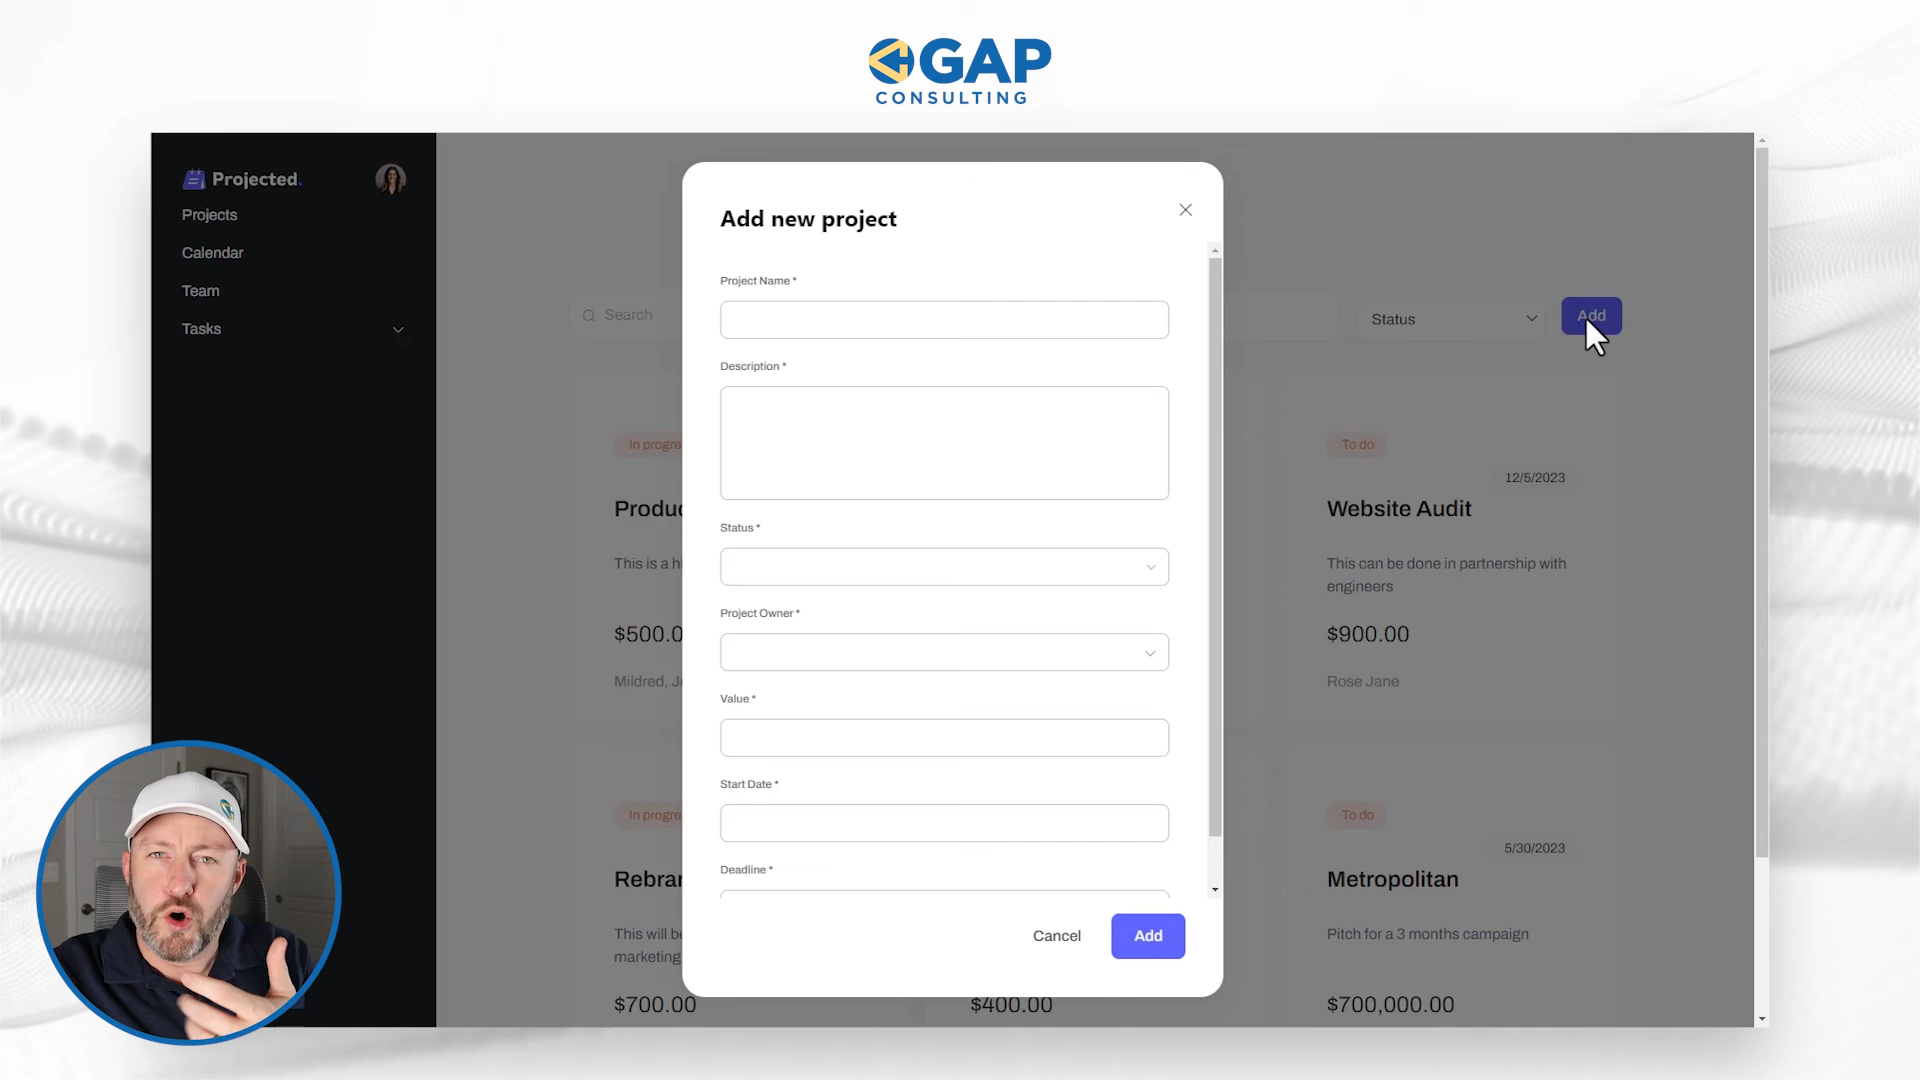 GAP
CONSULTING
Projected.
Projects
Calendar
Team
Tasks
Search
Status
Add
In progre
Produc
This is a hi
$500.0
Mildred, Ju
To do
12/5/2023
Website Audit
This can be done in partnership with
engineers
$900.00
Rose Jane
In progre
Rebran
This will be
marketing
$700.00
$400.00
To do
5/30/2023
Metropolitan
Pitch for a 3 months campaign
$700,000.00
Add new project
Project Name *
Description *
Status *
Project Owner *
Value *
Start Date *
Deadline *
Cancel
Add